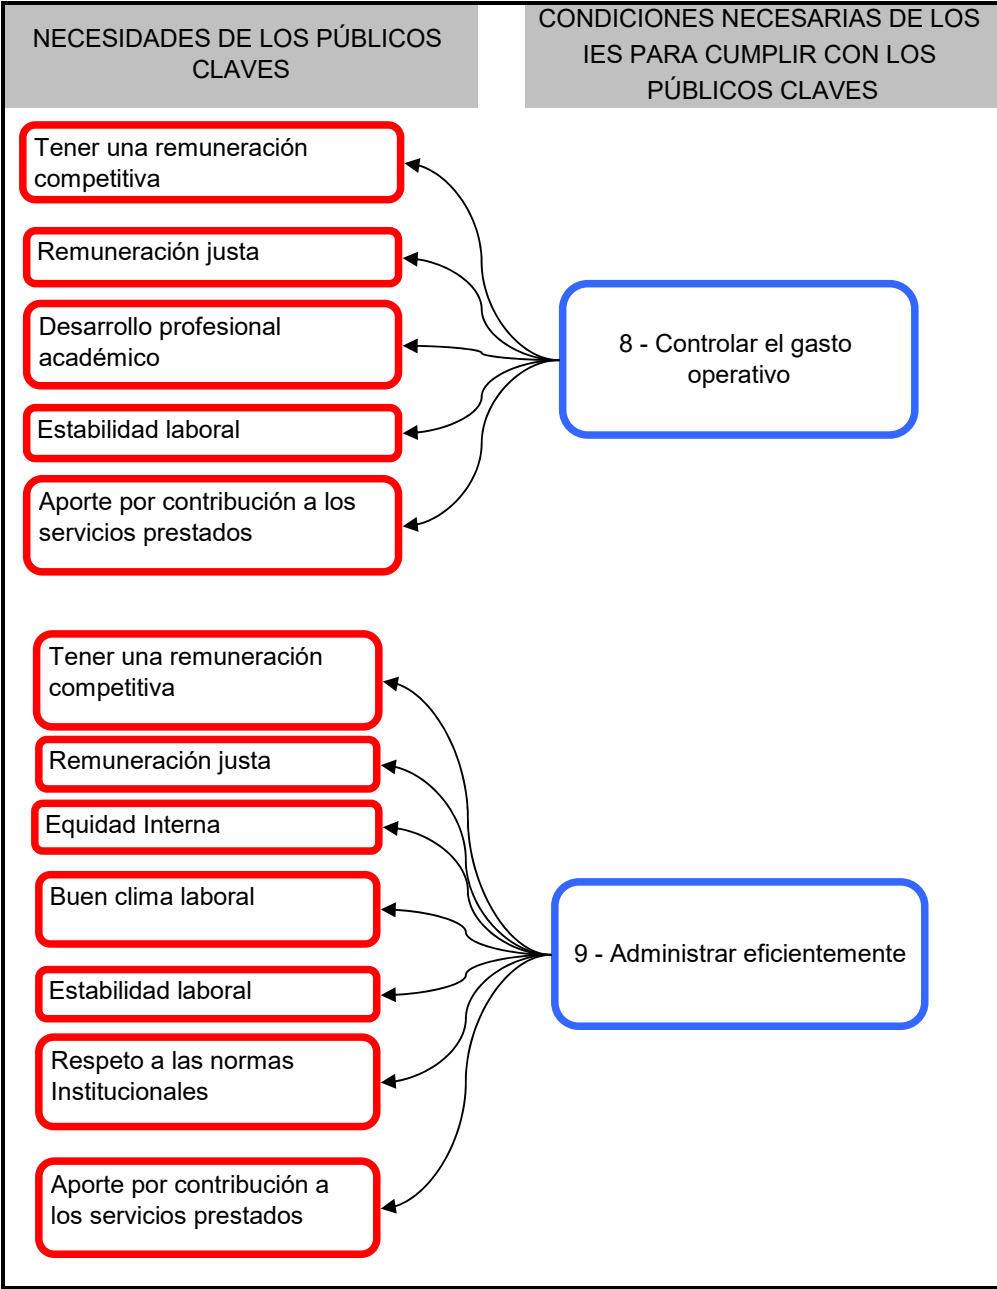 NECESIDADES DE LOS PÚBLICOS
CLAVES
CONDICIONES NECESARIAS DE LOS
IES PARA CUMPLIR CON LOS
PÚBLICOS CLAVES
Tener una remuneración
competitiva
Remuneración justa
Desarrollo profesional
académico
Estabilidad laboral
Aporte por contribución a los
servicios prestados
8 - Controlar el gasto
operativo
Tener una remuneración
competitiva
Remuneración justa
Equidad Interna
Buen clima laboral
Estabilidad laboral
Respeto a las normas
Institucionales
Aporte por contribución a
los servicios prestados
9 - Administrar eficientemente